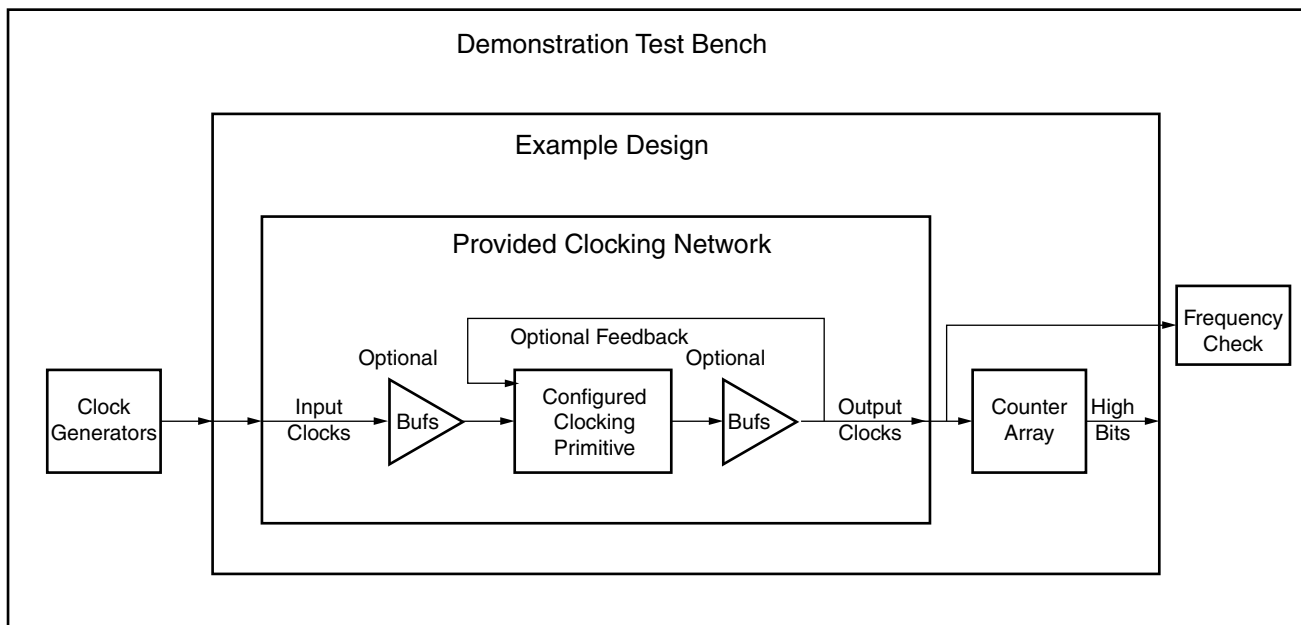 Demonstration Test Bench
Example Design
Provided Clocking Network
Frequency
Check
Optional Feedback
Optional
Optional
Clock
Generators
Input
Clocks
Bufs
Configured
Clocking
Primitive
Bufs
Output
Clocks
Counter
Array
High
Bits